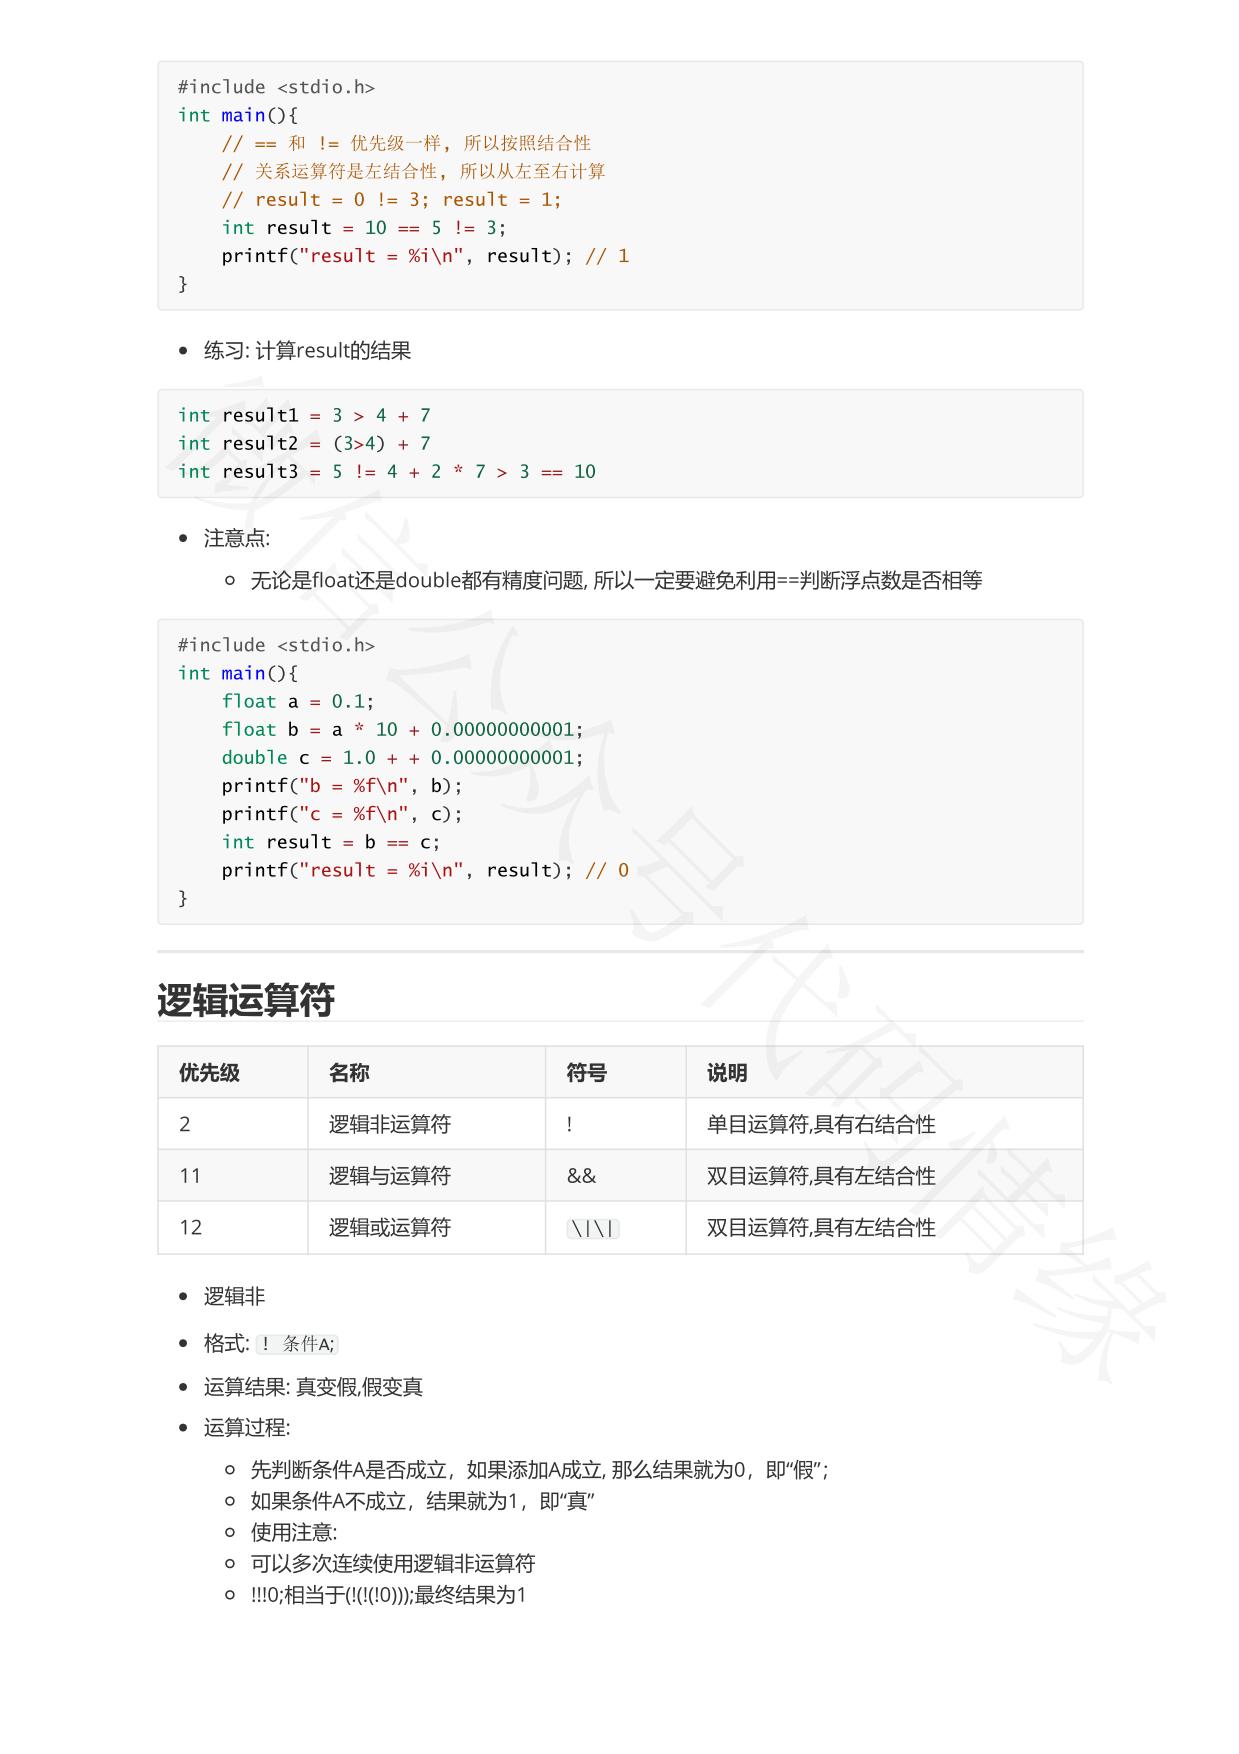 #include <stdio.h>
int main(){
    // == 和 != 优先级一样, 所以按照结合性
    // 关系运算符是左结合性, 所以从左至右计算
    // result = 0 != 3; result = 1;
    int result = 10 == 5 != 3;
    printf("result = %i\n", result); // 1
}
练习: 计算result的结果
int result1 = 3 > 4 + 7
int result2 = (3>4) + 7
int result3 = 5 != 4 + 2 * 7 > 3 == 10
注意点:
无论是float还是double都有精度问题, 所以一定要避免利用==判断浮点数是否相等
#include <stdio.h>
int main(){
    float a = 0.1;
    float b = a * 10 + 0.00000000001;
    double c = 1.0 + + 0.00000000001;
    printf("b = %f\n", b);
    printf("c = %f\n", c);
    int result = b == c;
    printf("result = %i\n", result); // 0
}
逻辑运算符
优先级 名称 符号 说明
2 逻辑非运算符 ! 单目运算符,具有右结合性
11 逻辑与运算符 && 双目运算符,具有左结合性
12 逻辑或运算符 \|\| 双目运算符,具有左结合性
逻辑非
格式: ! 条件A;
运算结果: 真变假,假变真
运算过程:
先判断条件A是否成立，如果添加A成立, 那么结果就为0，即“假”；
如果条件A不成立，结果就为1，即“真”
使用注意:
可以多次连续使用逻辑非运算符
!!!0;相当于(!(!(!0)));最终结果为1
微信公众号代码情缘